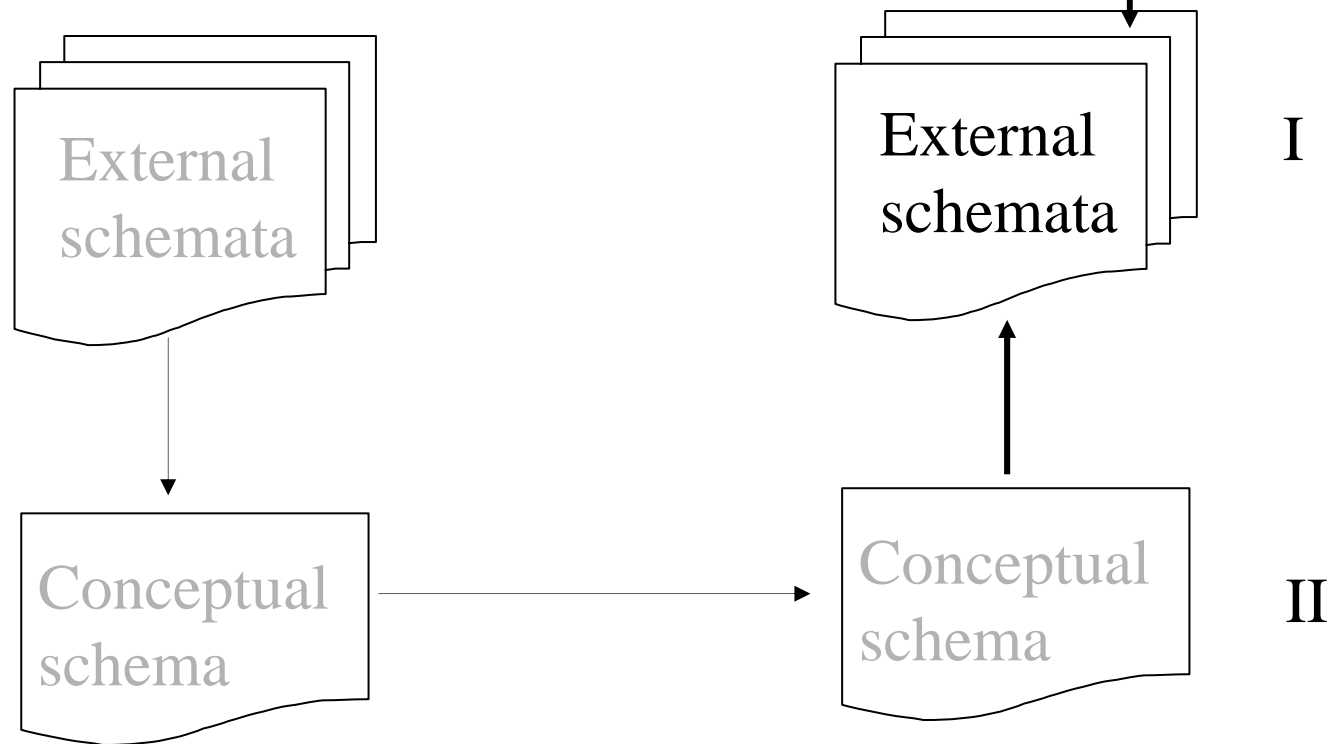 External
schemata
External
schemata
I
Conceptual
schema
Conceptual
schema
II